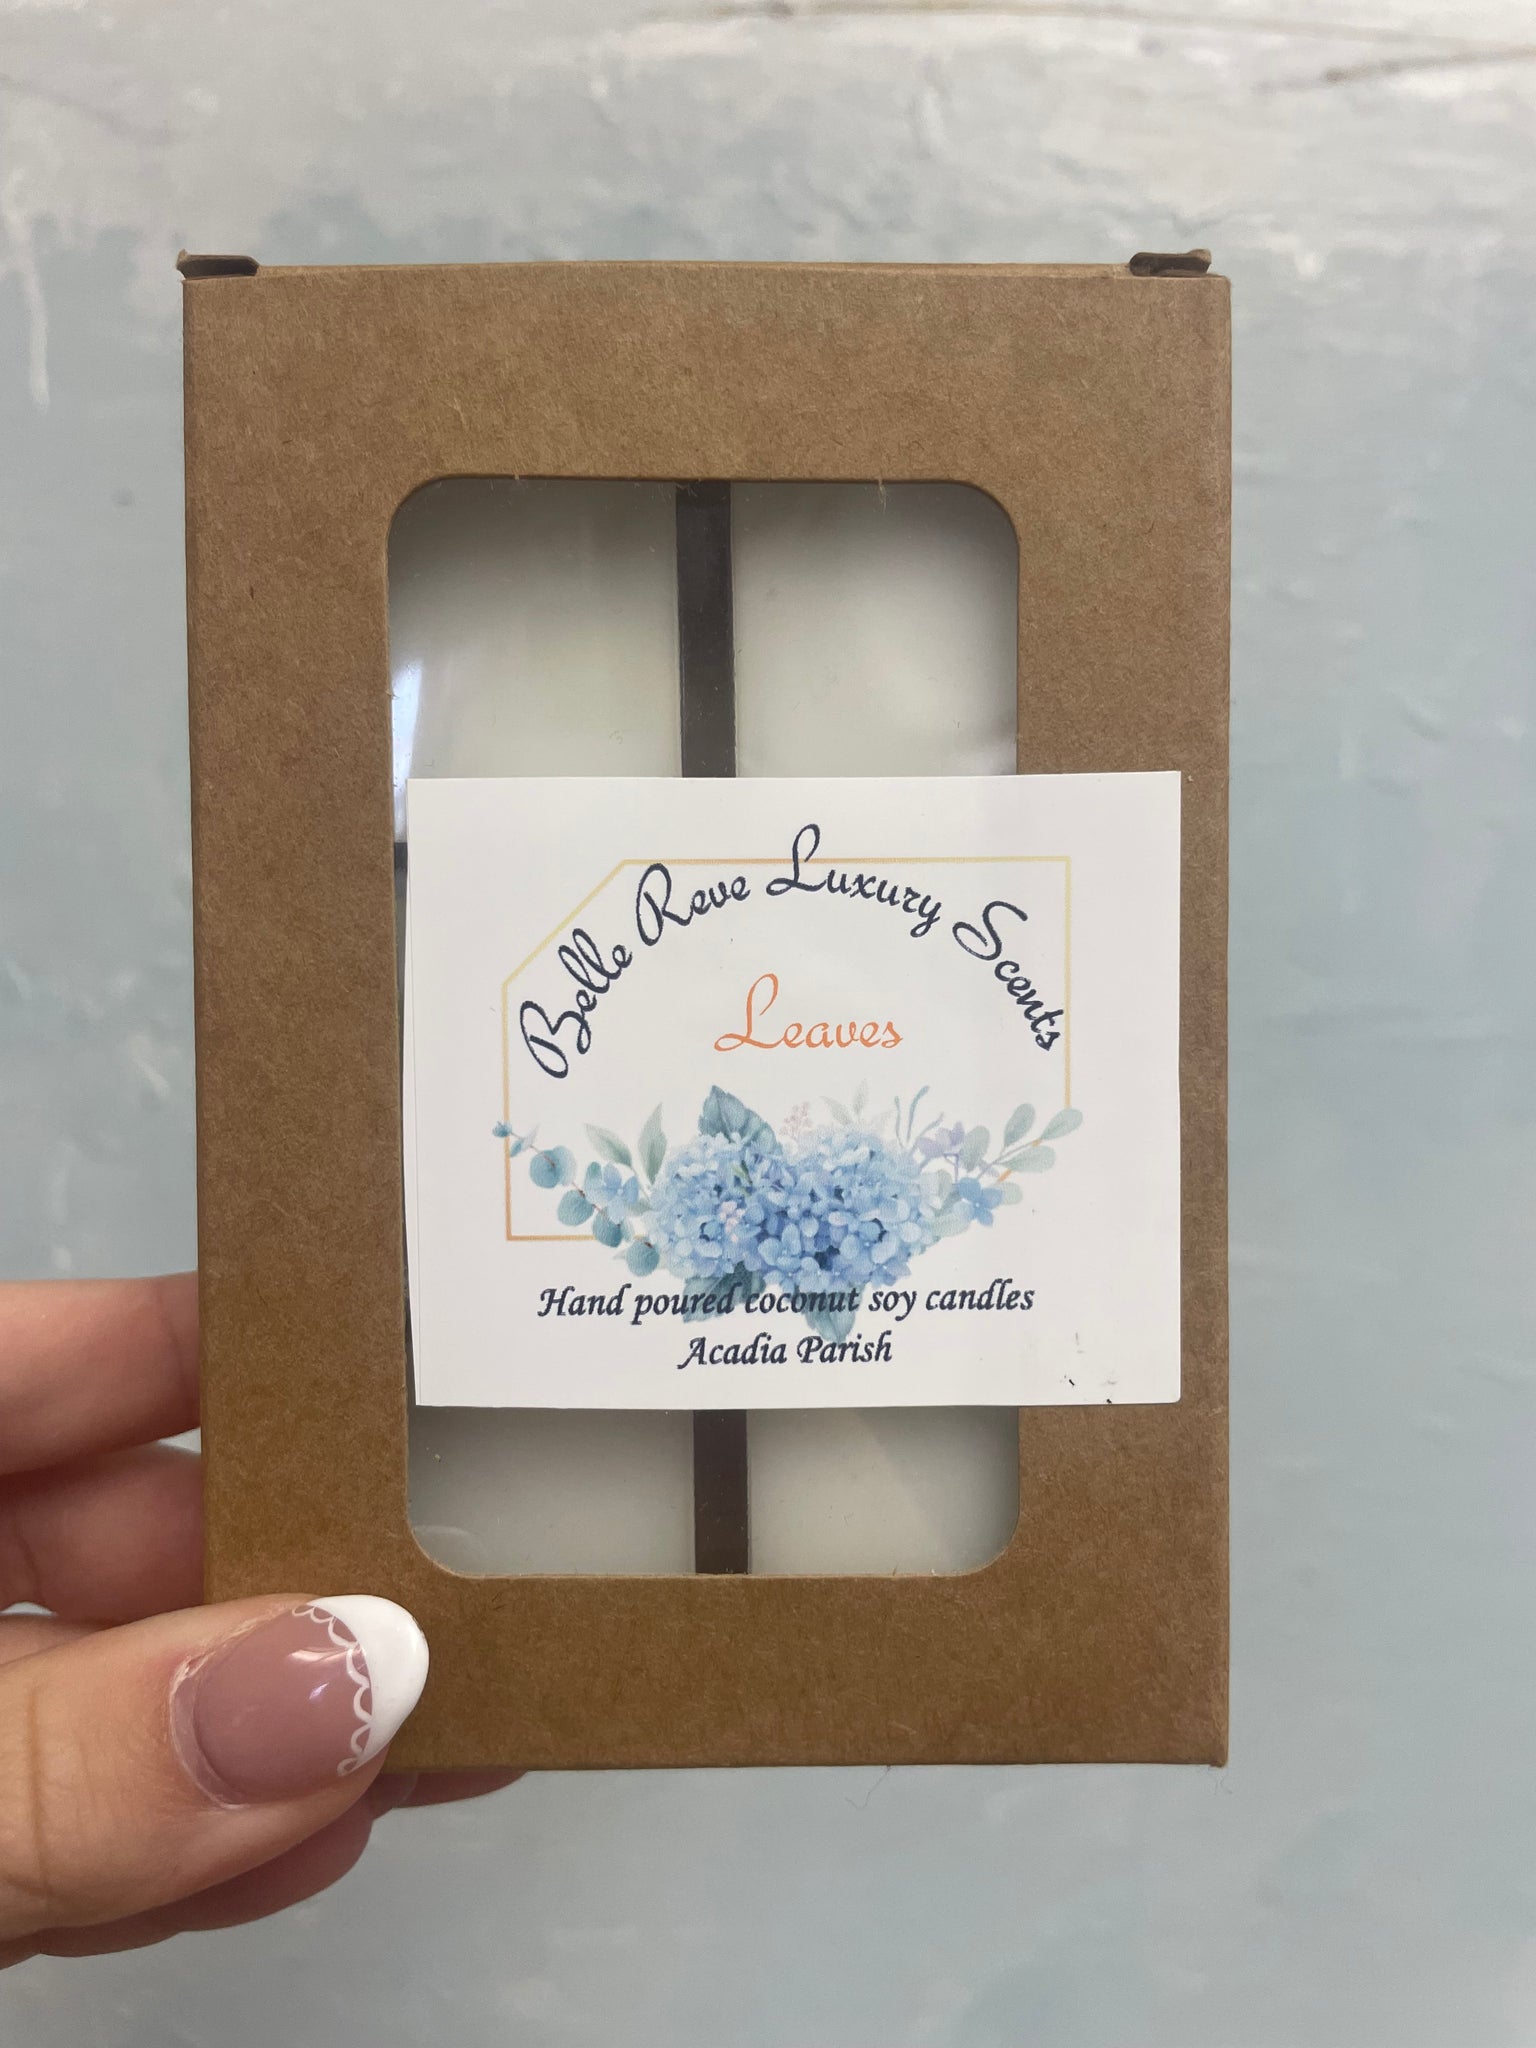 Belle Reve Luxury Scents
Leaves
Hand poured coconut soy candles
Acadia Parish